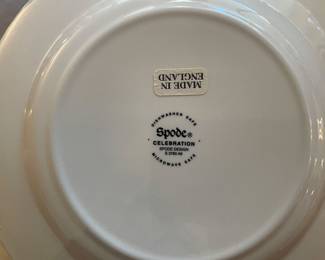 MADE IN
ENGLAND
DISHWASHER SAFE
Spode®
CELEBRATION
SPODE DESIGN
MICROWAVE SAFE